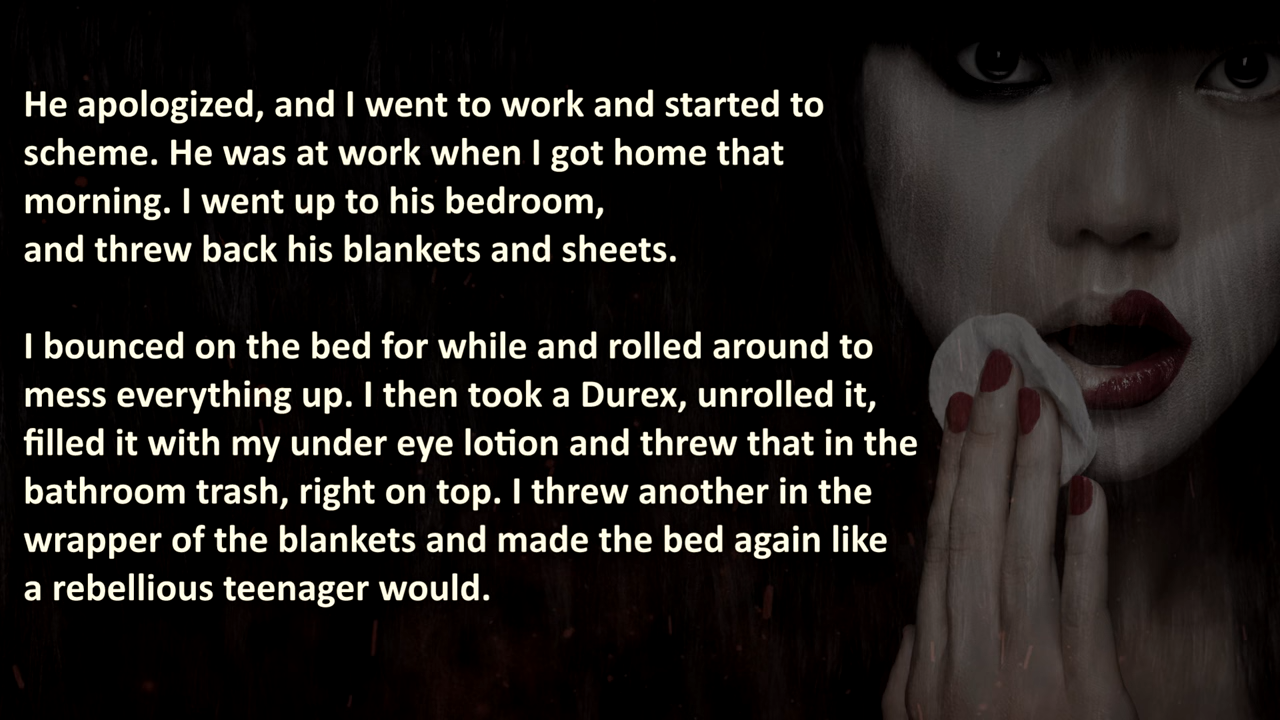 He apologized, and I went to work and started to
scheme. He was at work when I got home that
morning. I went up to his bedroom,
and threw back his blankets and sheets.
I bounced on the bed for while and rolled around to
mess everything up. I then took a Durex, unrolled it,
filled it with my under eye lotion and threw that in the
bathroom trash, right on top. I threw another in the
wrapper of the blankets and made the bed again like
a rebellious teenager would.